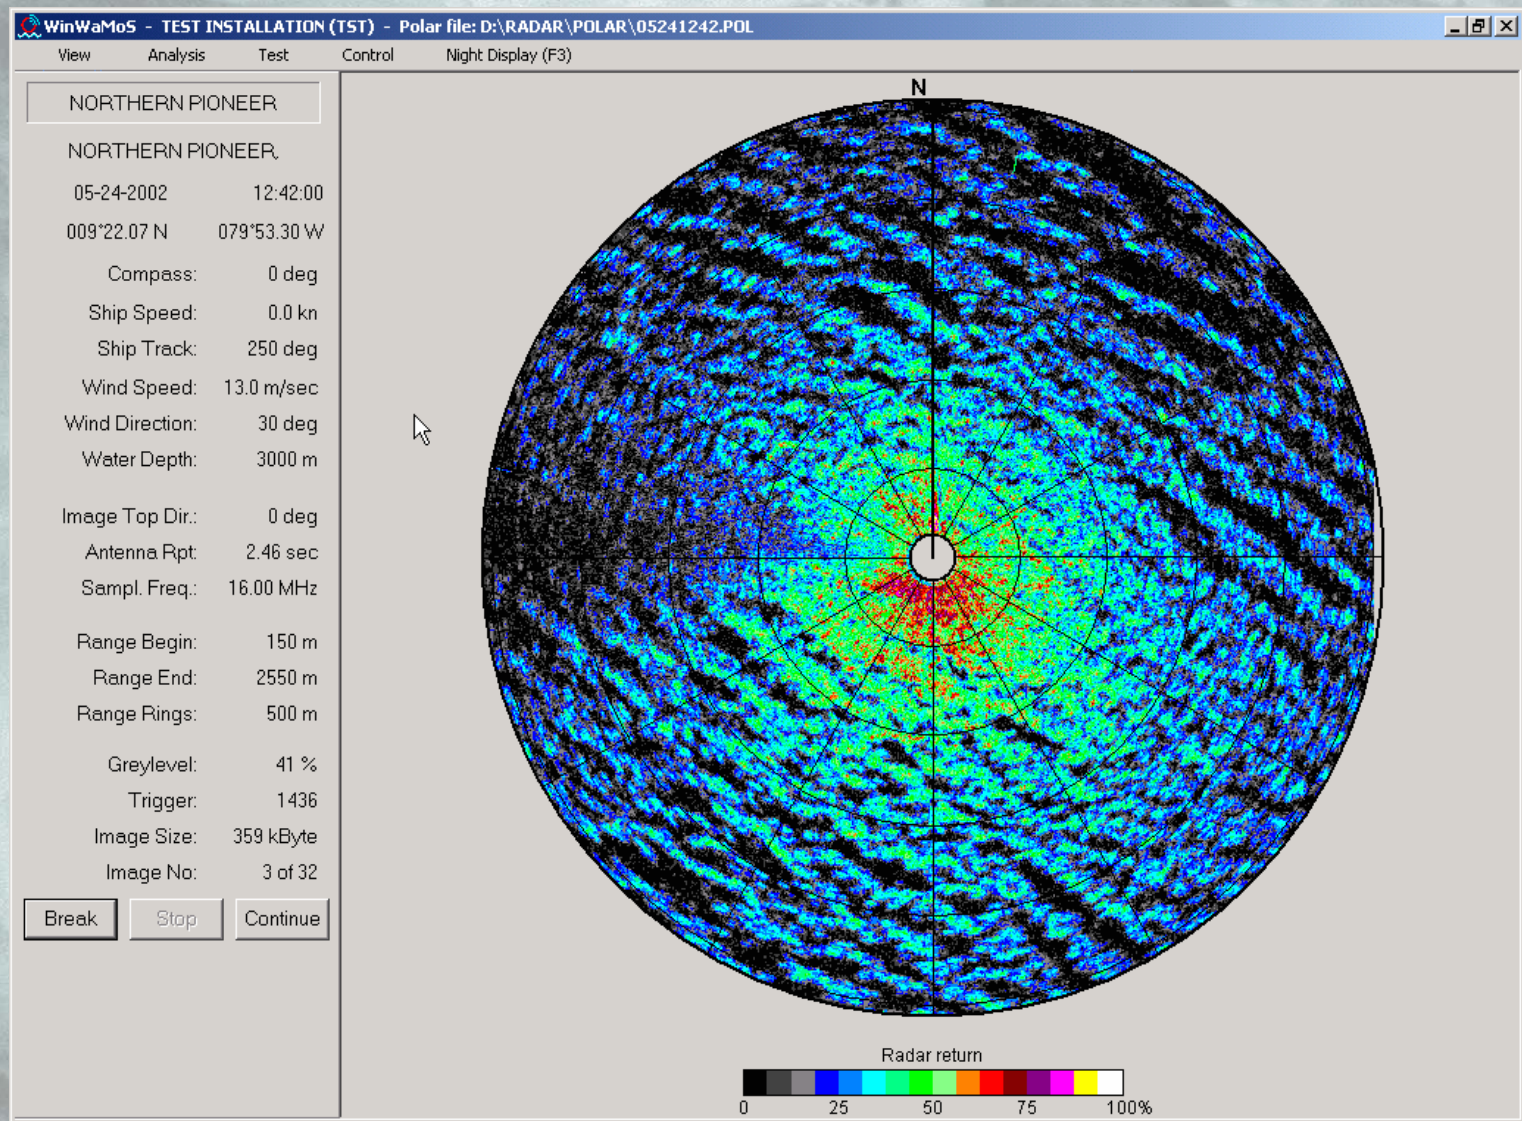 WinWaMoS - TEST INSTALLATION (TST) - Polar file: D:\RADAR\POLAR\05241242.POL
View Analysis Test Control Night Display (F3)
NORTHERN PIONEER
NORTHERN PIONEER,
05-24-2002 12:42:00
009°22.07 N 079°53.30 W
Compass: 0 deg
Ship Speed: 0.0 kn
Ship Track: 250 deg
Wind Speed: 13.0 m/sec
Wind Direction: 30 deg
Water Depth: 3000 m
Image Top Dir.: 0 deg
Antenna Rpt: 2.46 sec
Sampl. Freq.: 16.00 MHz
Range Begin: 150 m
Range End: 2550 m
Range Rings: 500 m
Greylevel: 41 %
Trigger: 1436
Image Size: 359 kByte
Image No: 3 of 32
Break Stop Continue
N
Radar return
0 25 50 75 100%